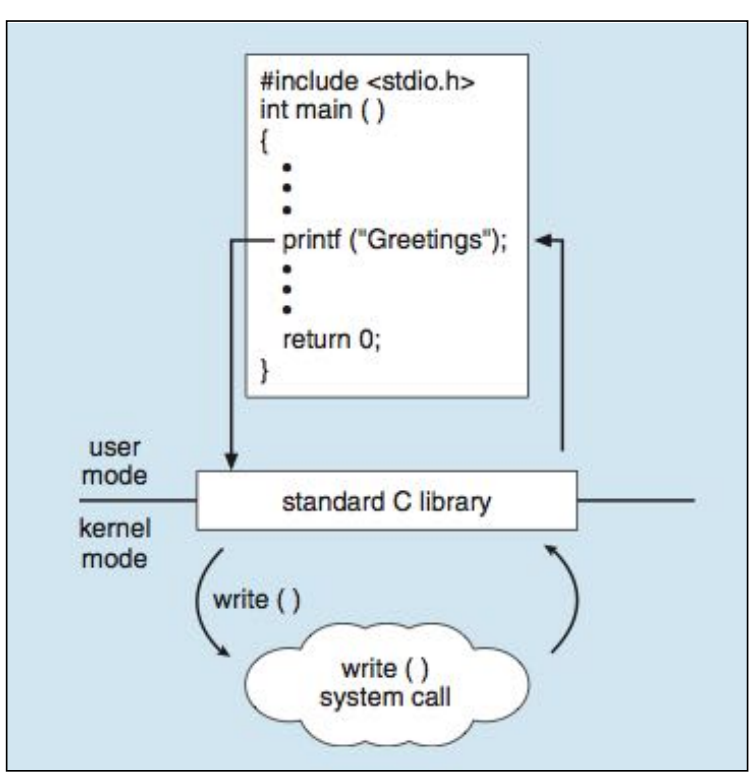 #include <stdio.h>
int main ( )
{
•
•
•
printf ("Greetings");
•
•
•
return 0;
}
user
mode
standard C library
kernel
mode
write ( )
write ( )
system call